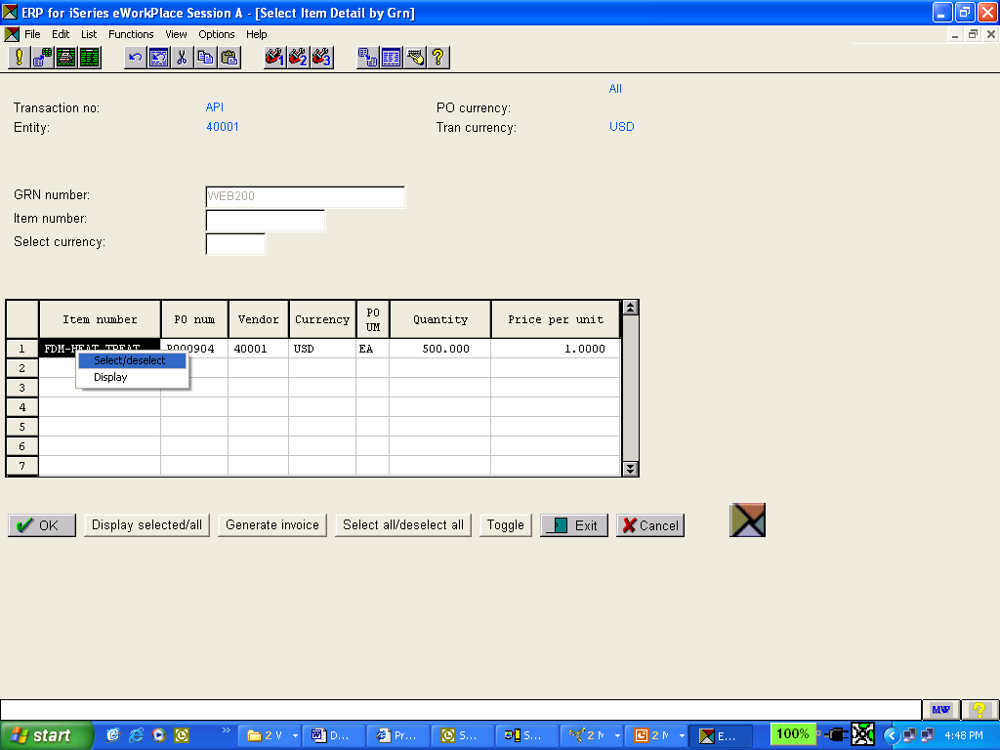 ERP for iSeries eWorkPlace Session A - [Select Item Detail by Grn]
File Edit List Functions View Options Help
1 2 3 ?
All
Transaction no: API PO currency:
Entity: 40001 Tran currency: USD
GRN number: WEB200
Item number:
Select currency:
Item number PO num Vendor Currency PO UM Quantity Price per unit
1 FDM-HEAT TREAT P000904 40001 USD EA 500.000 1.0000
Select/deselect
Display
2
3
4
5
6
7
OK Display selected/all Generate invoice Select all/deselect all Toggle Exit Cancel
MW ?
start » 2 V D... Pr... S... S... 2 M 2 M E... 100% 4:48 PM